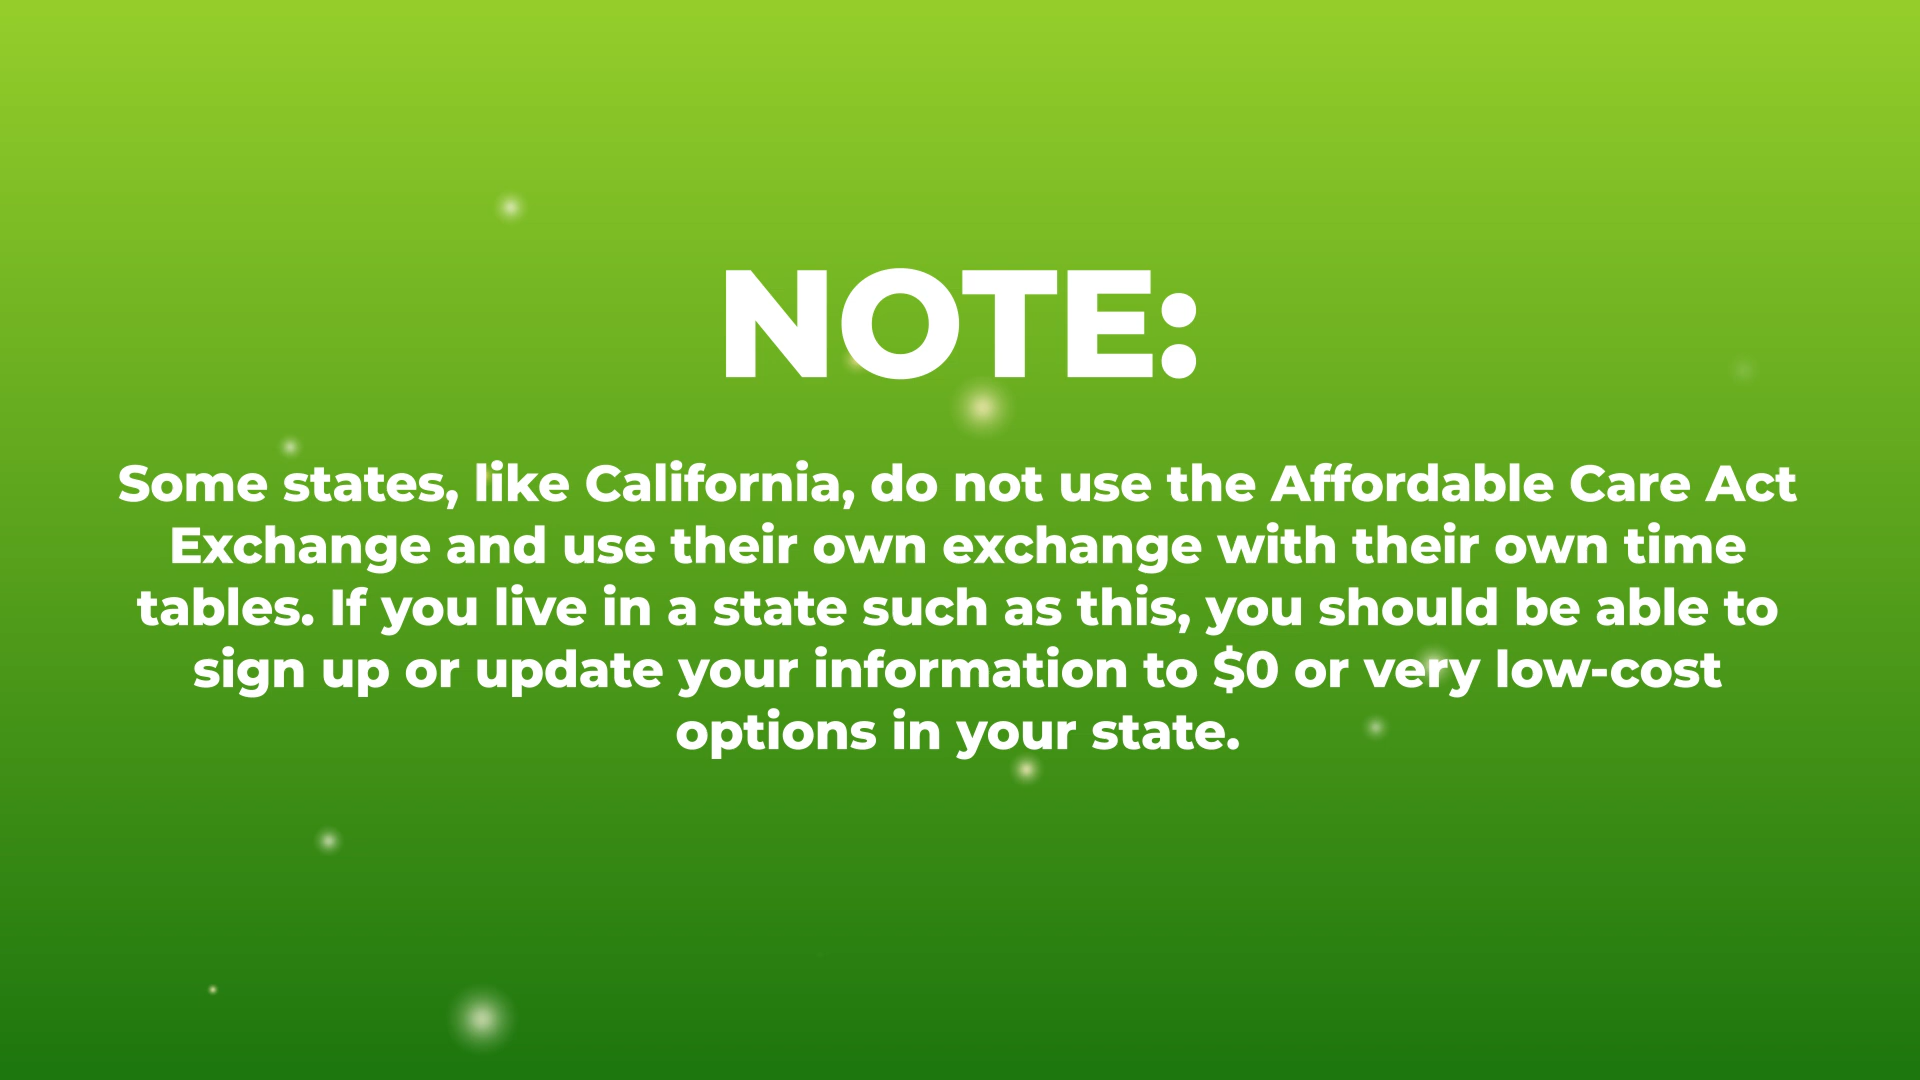 NOTE:
Some states, like California, do not use the Affordable Care Act
Exchange and use their own exchange with their own time
tables. If you live in a state such as this, you should be able to
sign up or update your information to $0 or very low-cost
options in your state.